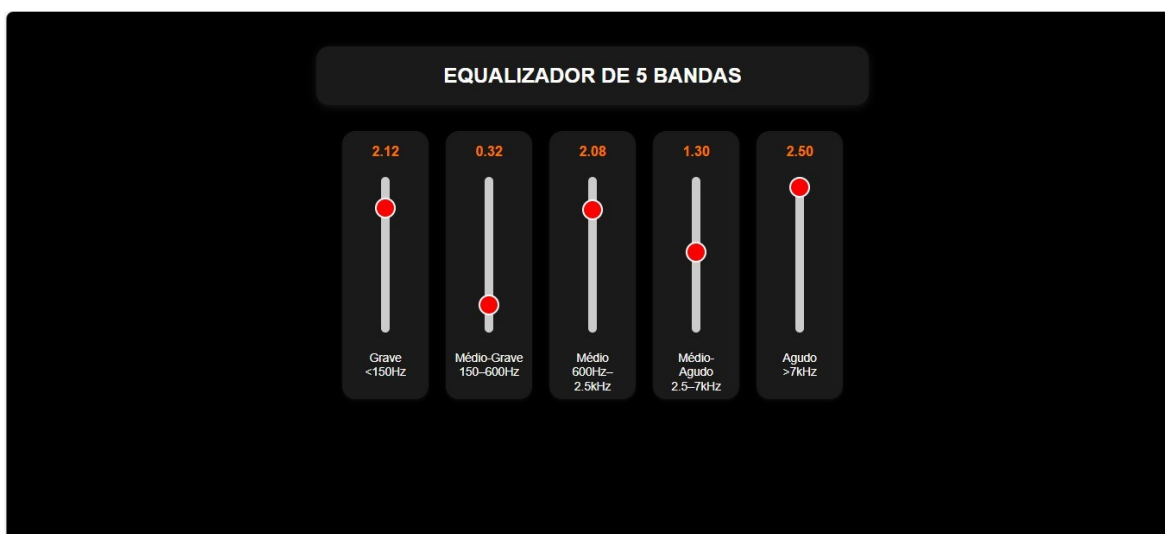 EQUALIZADOR DE 5 BANDAS
2.12
0.32
2.08
1.30
2.50
Grave
<150Hz
Médio-Grave
150–600Hz
Médio
600Hz–
2.5kHz
Médio-
Agudo
2.5–7kHz
Agudo
>7kHz